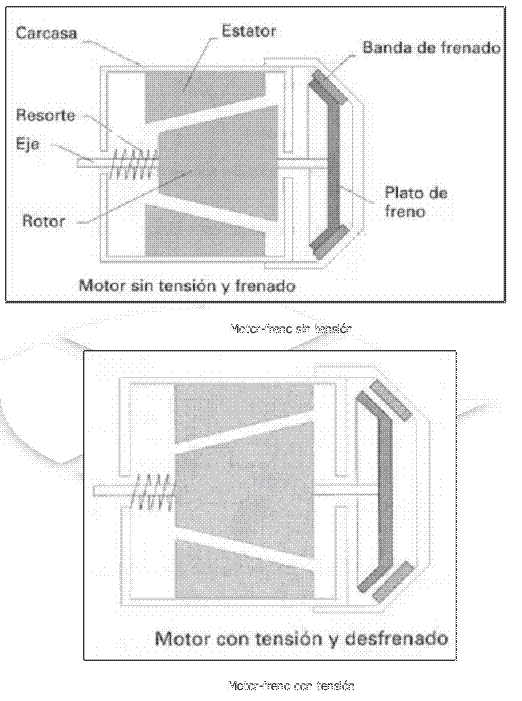 Carcasa
Estator
Banda de frenado
Resorte
Eje
Plato de
freno
Rotor
Motor sin tensión y frenado
Motor-freno sin tensión
Motor con tensión y desfrenado
Motor-freno con tensión